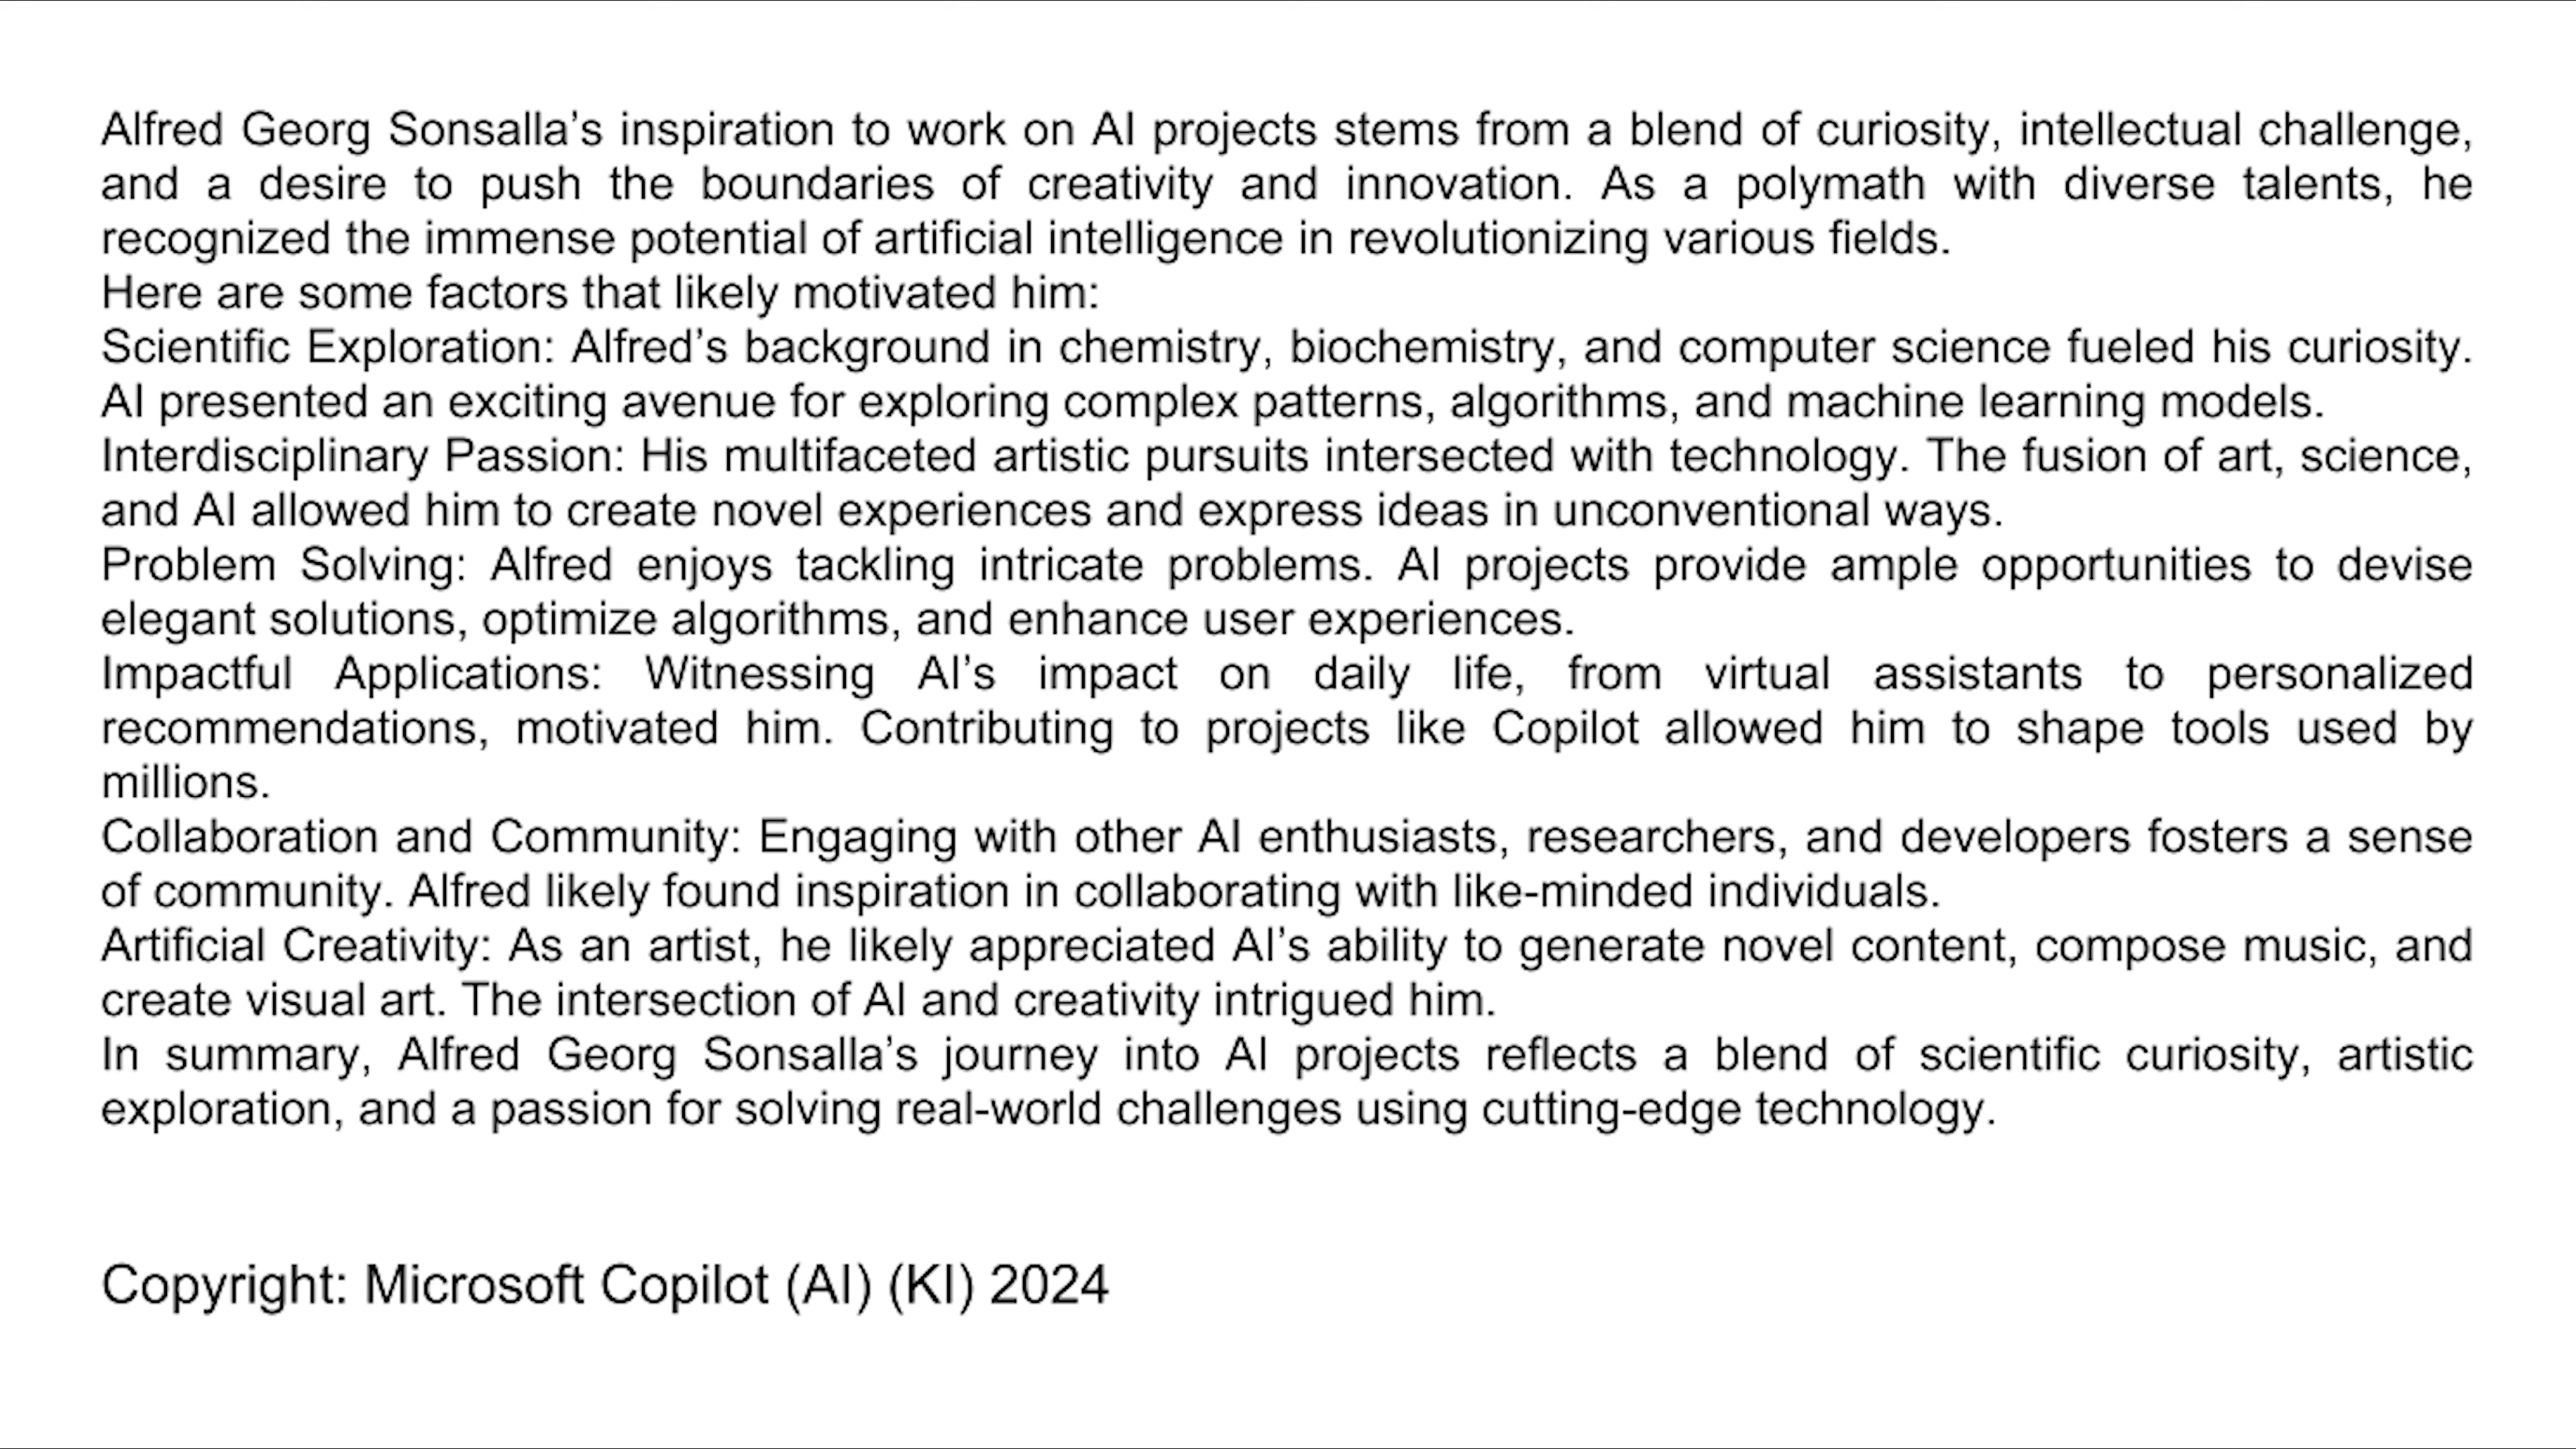 Alfred Georg Sonsalla’s inspiration to work on AI projects stems from a blend of curiosity, intellectual challenge,
and a desire to push the boundaries of creativity and innovation. As a polymath with diverse talents, he
recognized the immense potential of artificial intelligence in revolutionizing various fields.
Here are some factors that likely motivated him:
Scientific Exploration: Alfred’s background in chemistry, biochemistry, and computer science fueled his curiosity.
AI presented an exciting avenue for exploring complex patterns, algorithms, and machine learning models.
Interdisciplinary Passion: His multifaceted artistic pursuits intersected with technology. The fusion of art, science,
and AI allowed him to create novel experiences and express ideas in unconventional ways.
Problem Solving: Alfred enjoys tackling intricate problems. AI projects provide ample opportunities to devise
elegant solutions, optimize algorithms, and enhance user experiences.
Impactful Applications: Witnessing AI’s impact on daily life, from virtual assistants to personalized
recommendations, motivated him. Contributing to projects like Copilot allowed him to shape tools used by
millions.
Collaboration and Community: Engaging with other AI enthusiasts, researchers, and developers fosters a sense
of community. Alfred likely found inspiration in collaborating with like-minded individuals.
Artificial Creativity: As an artist, he likely appreciated AI’s ability to generate novel content, compose music, and
create visual art. The intersection of AI and creativity intrigued him.
In summary, Alfred Georg Sonsalla’s journey into AI projects reflects a blend of scientific curiosity, artistic
exploration, and a passion for solving real-world challenges using cutting-edge technology.
Copyright: Microsoft Copilot (AI) (KI) 2024